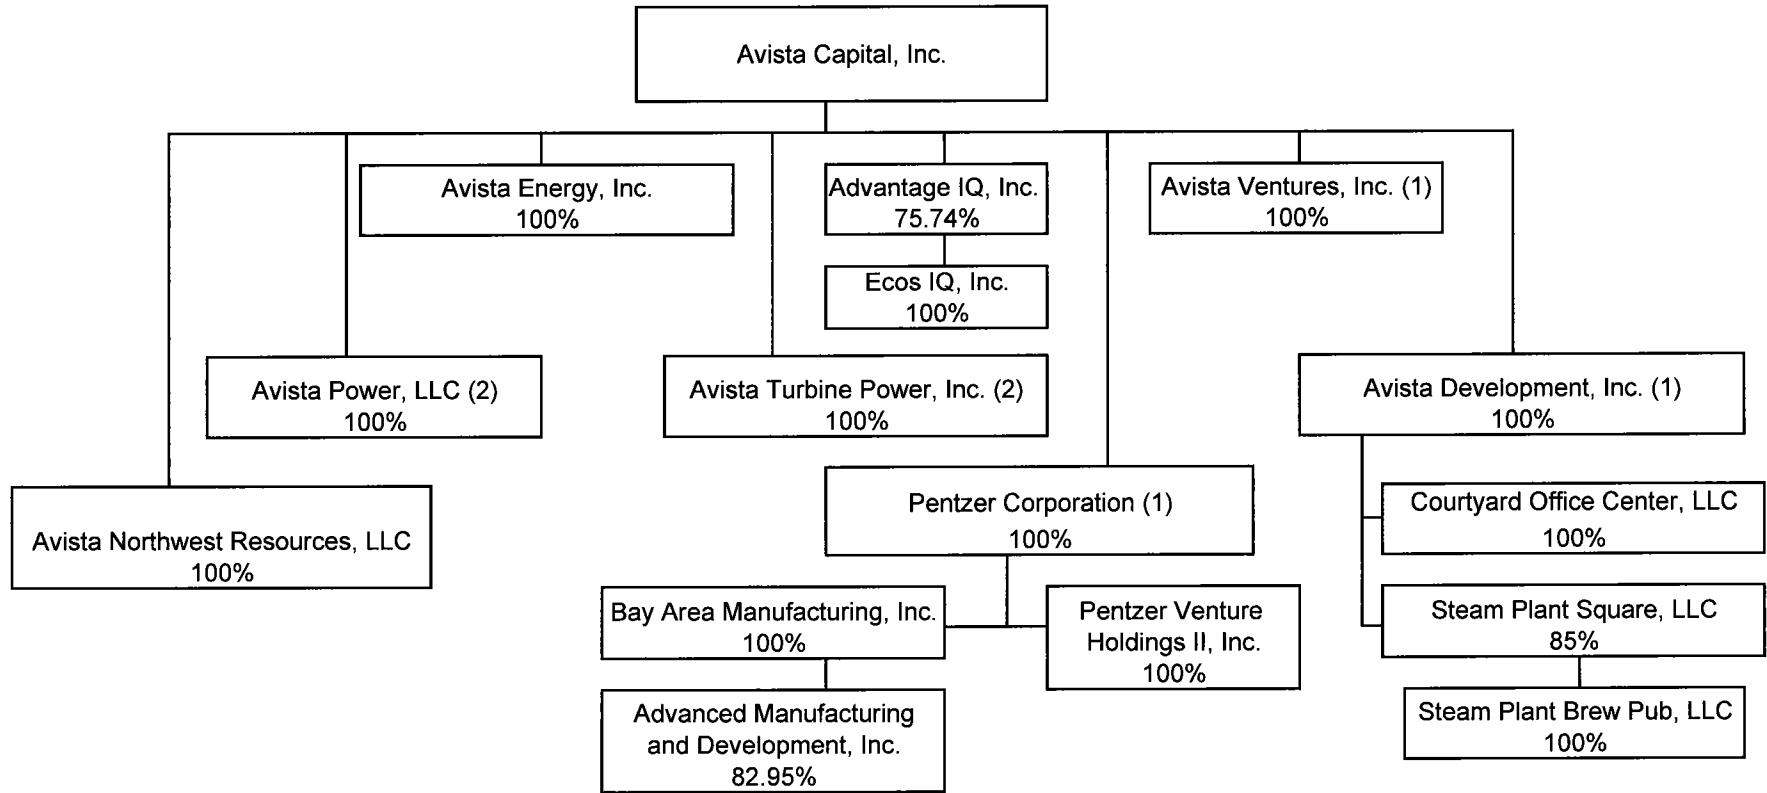 Avista Capital, Inc.
Avista Energy, Inc.
100%
Advantage IQ, Inc.
75.74%
Avista Ventures, Inc. (1)
100%
Ecos IQ, Inc.
100%
Avista Power, LLC (2)
100%
Avista Turbine Power, Inc. (2)
100%
Avista Development, Inc. (1)
100%
Avista Northwest Resources, LLC
100%
Pentzer Corporation (1)
100%
Courtyard Office Center, LLC
100%
Bay Area Manufacturing, Inc.
100%
Pentzer Venture
Holdings II, Inc.
100%
Steam Plant Square, LLC
85%
Advanced Manufacturing
and Development, Inc.
82.95%
Steam Plant Brew Pub, LLC
100%